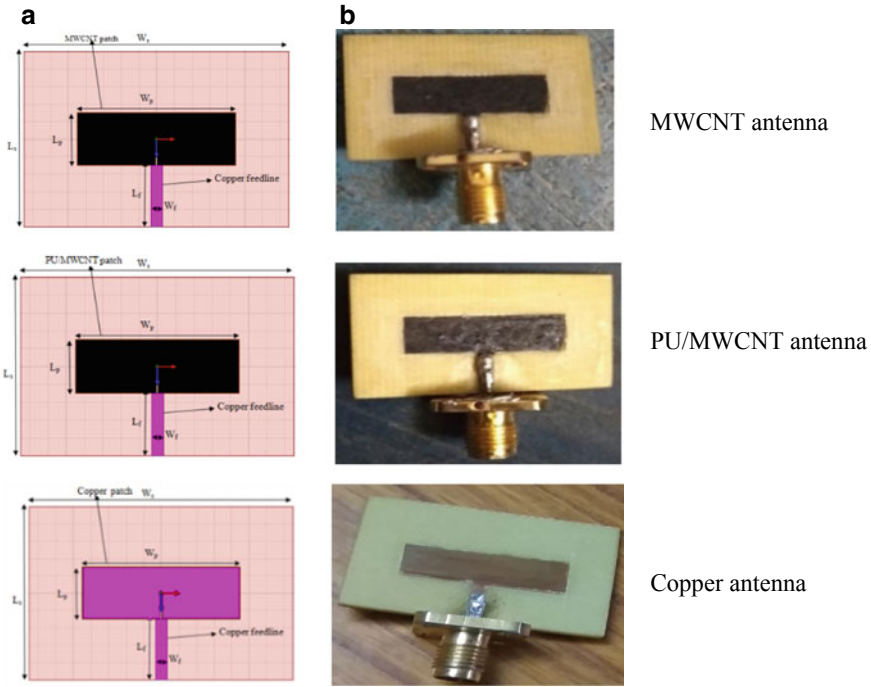 a
b
MWCNT patch
Ws
Wp
Lp
Ls
Copper feedline
Lf
Wf
MWCNT antenna
PU/MWCNT patch
Ws
Wp
Lp
Ls
Copper feedline
Lf
Wf
PU/MWCNT antenna
Copper patch
Ws
Wp
Lp
Ls
Copper feedline
Lf
Wf
Copper antenna